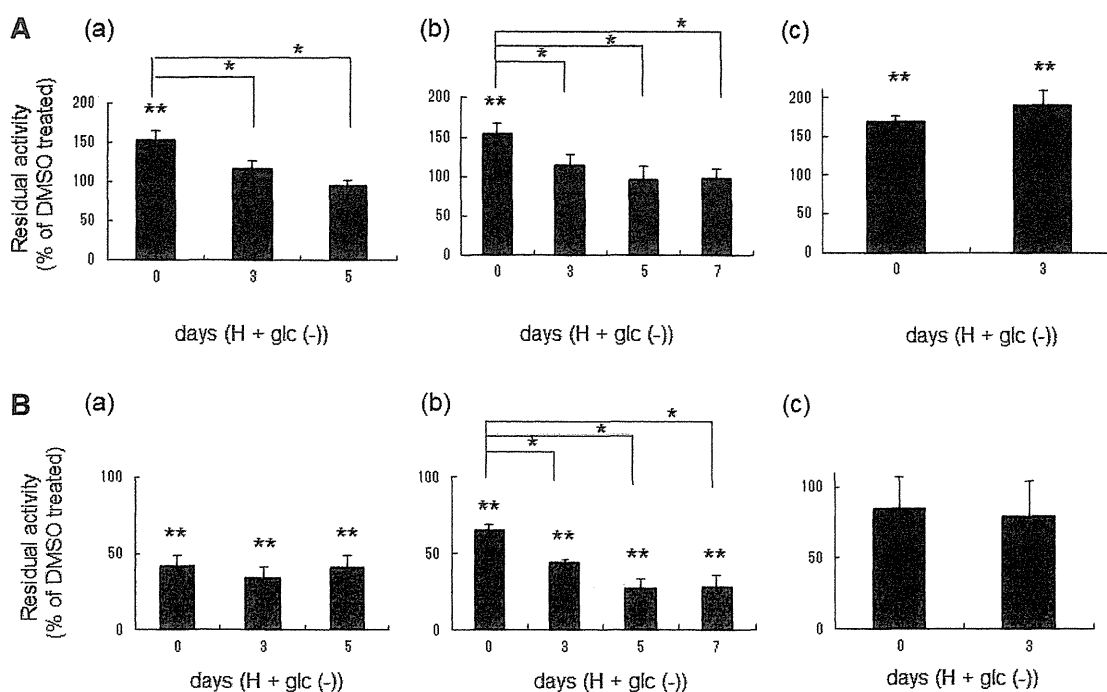 A
(a)
(b)
(c)
Residual activity
(% of DMSO treated)
*
*
**
200
150
100
50
0
0 3 5
days (H + glc (-))
*
*
*
**
200
150
100
50
0
0 3 5 7
days (H + glc (-))
** **
200
150
100
50
0
0 3
days (H + glc (-))
B
(a)
(b)
(c)
Residual activity
(% of DMSO treated)
** ** **
100
50
0
0 3 5
days (H + glc (-))
*
*
*
** ** ** **
100
50
0
0 3 5 7
days (H + glc (-))
100
50
0
0 3
days (H + glc (-))